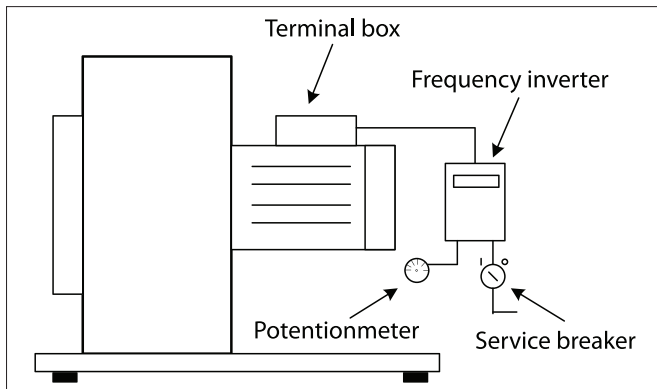 Terminal box
Frequency inverter
I O
Potentionmeter
Service breaker